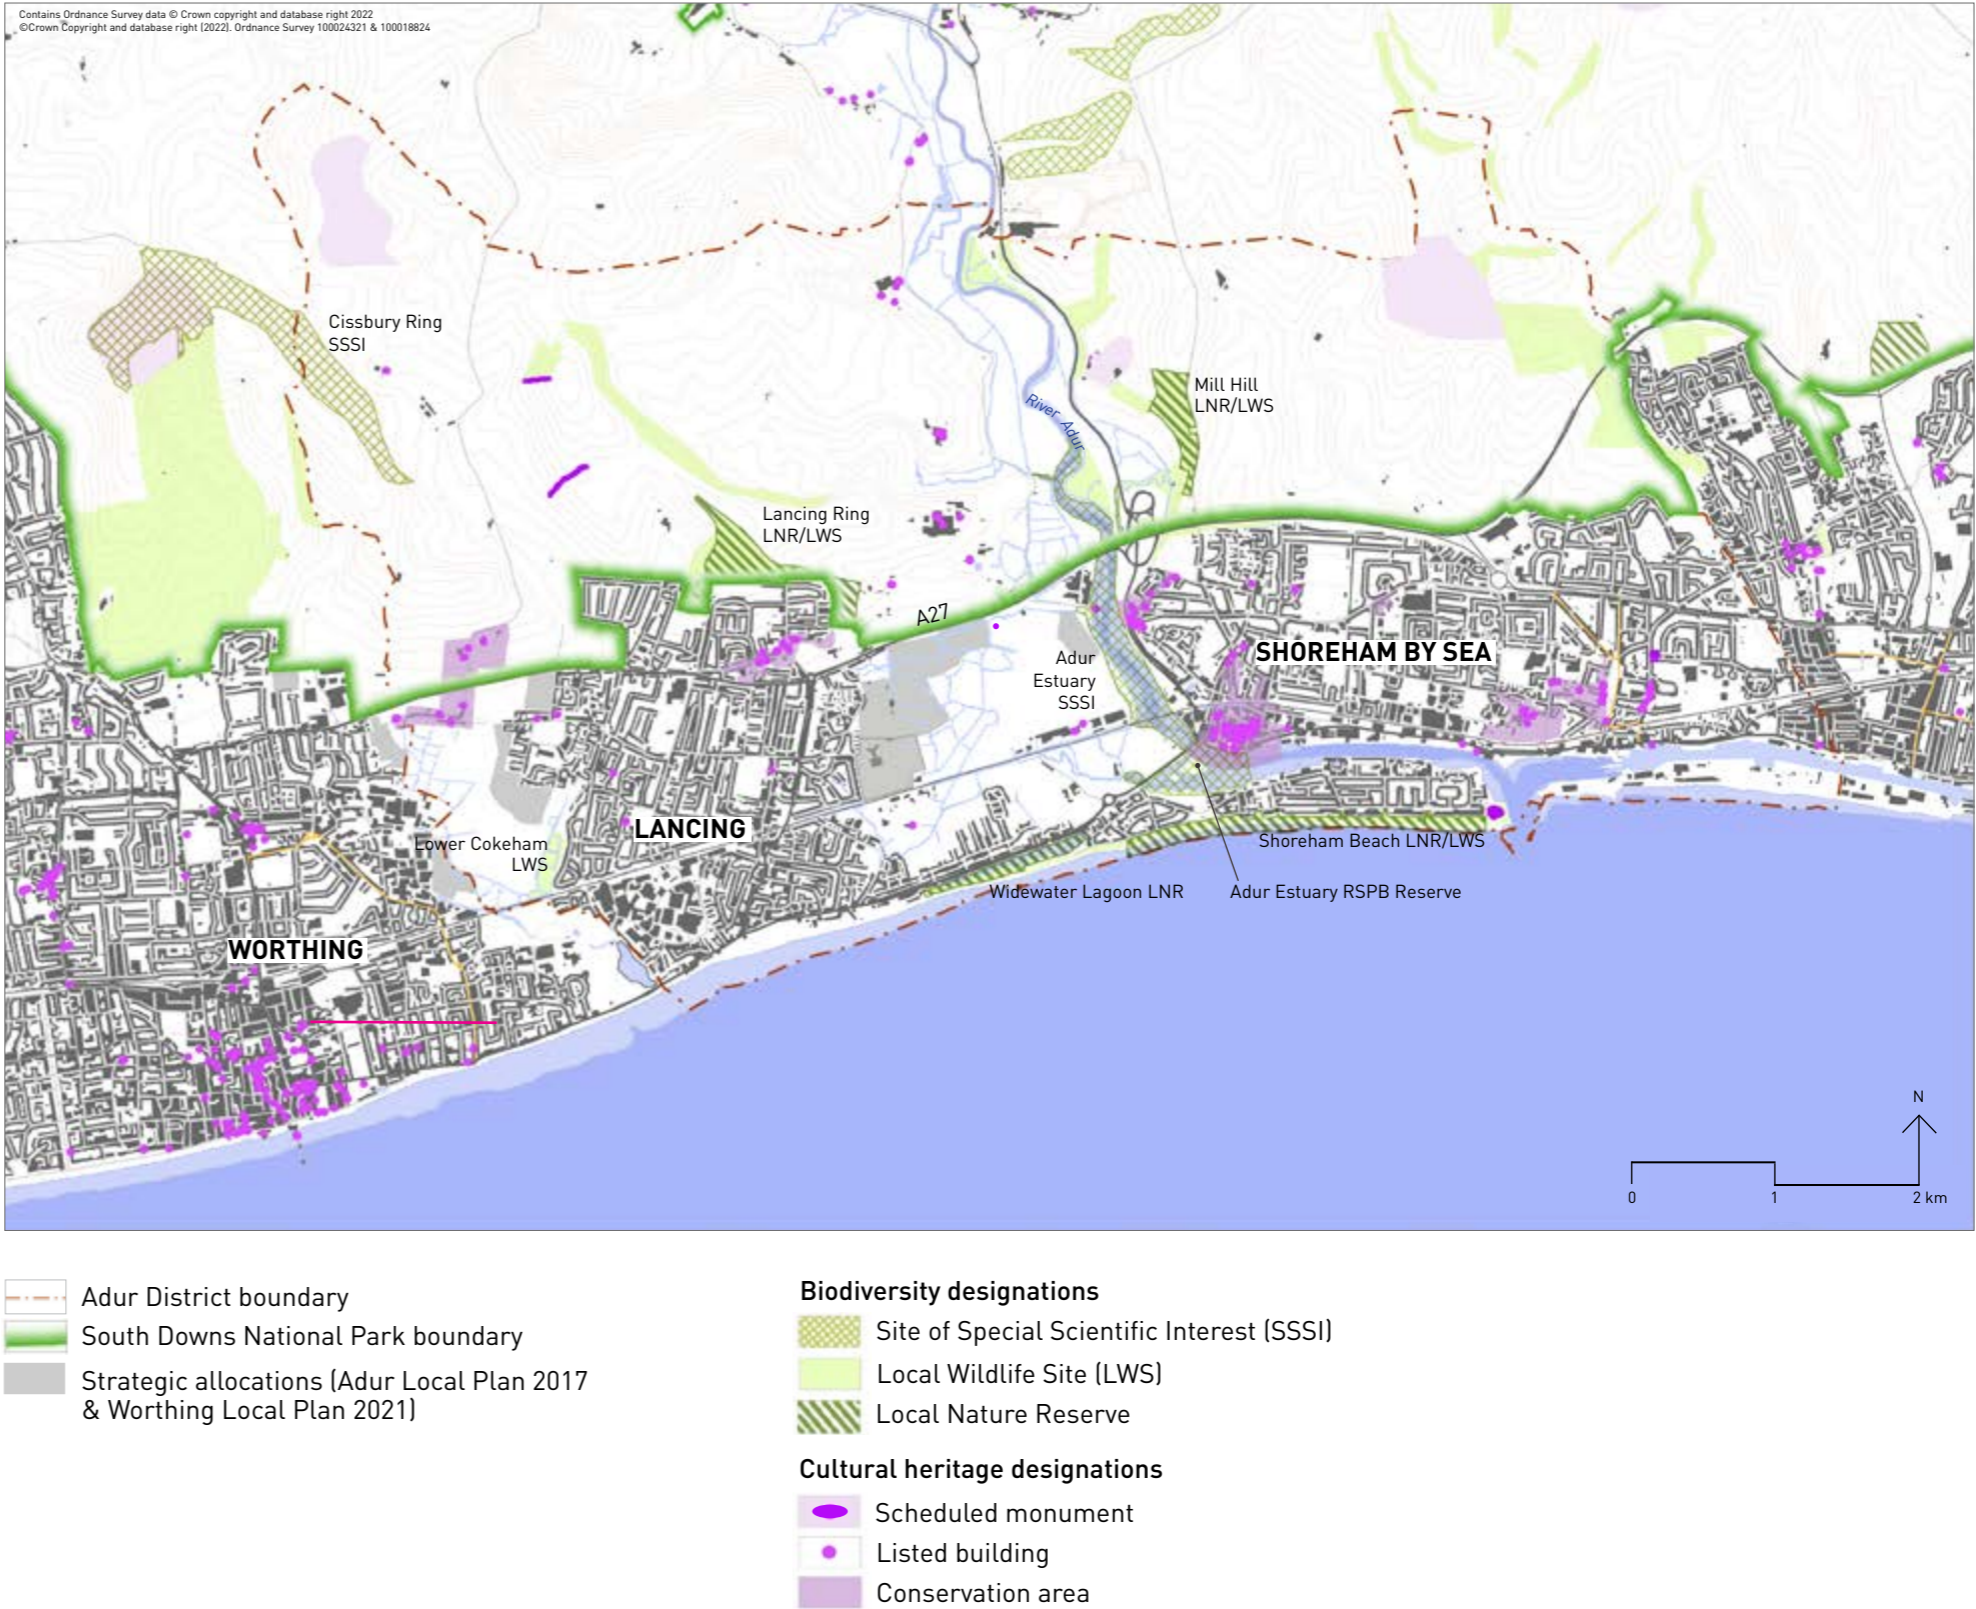 Contains Ordnance Survey data © Crown copyright and database right 2022
©Crown Copyright and database right (2022). Ordnance Survey 100024321 & 100018824
Cissbury Ring
SSSI
Mill Hill
LNR/LWS
River Adur
Lancing Ring
LNR/LWS
A27
SHOREHAM BY SEA
Adur
Estuary
SSSI
LANCING
Lower Cokeham
LWS
Shoreham Beach LNR/LWS
Widewater Lagoon LNR
Adur Estuary RSPB Reserve
WORTHING
N
0
1
2 km
Adur District boundary
South Downs National Park boundary
Strategic allocations (Adur Local Plan 2017
& Worthing Local Plan 2021)
Biodiversity designations
Site of Special Scientific Interest (SSSI)
Local Wildlife Site (LWS)
Local Nature Reserve
Cultural heritage designations
Scheduled monument
Listed building
Conservation area